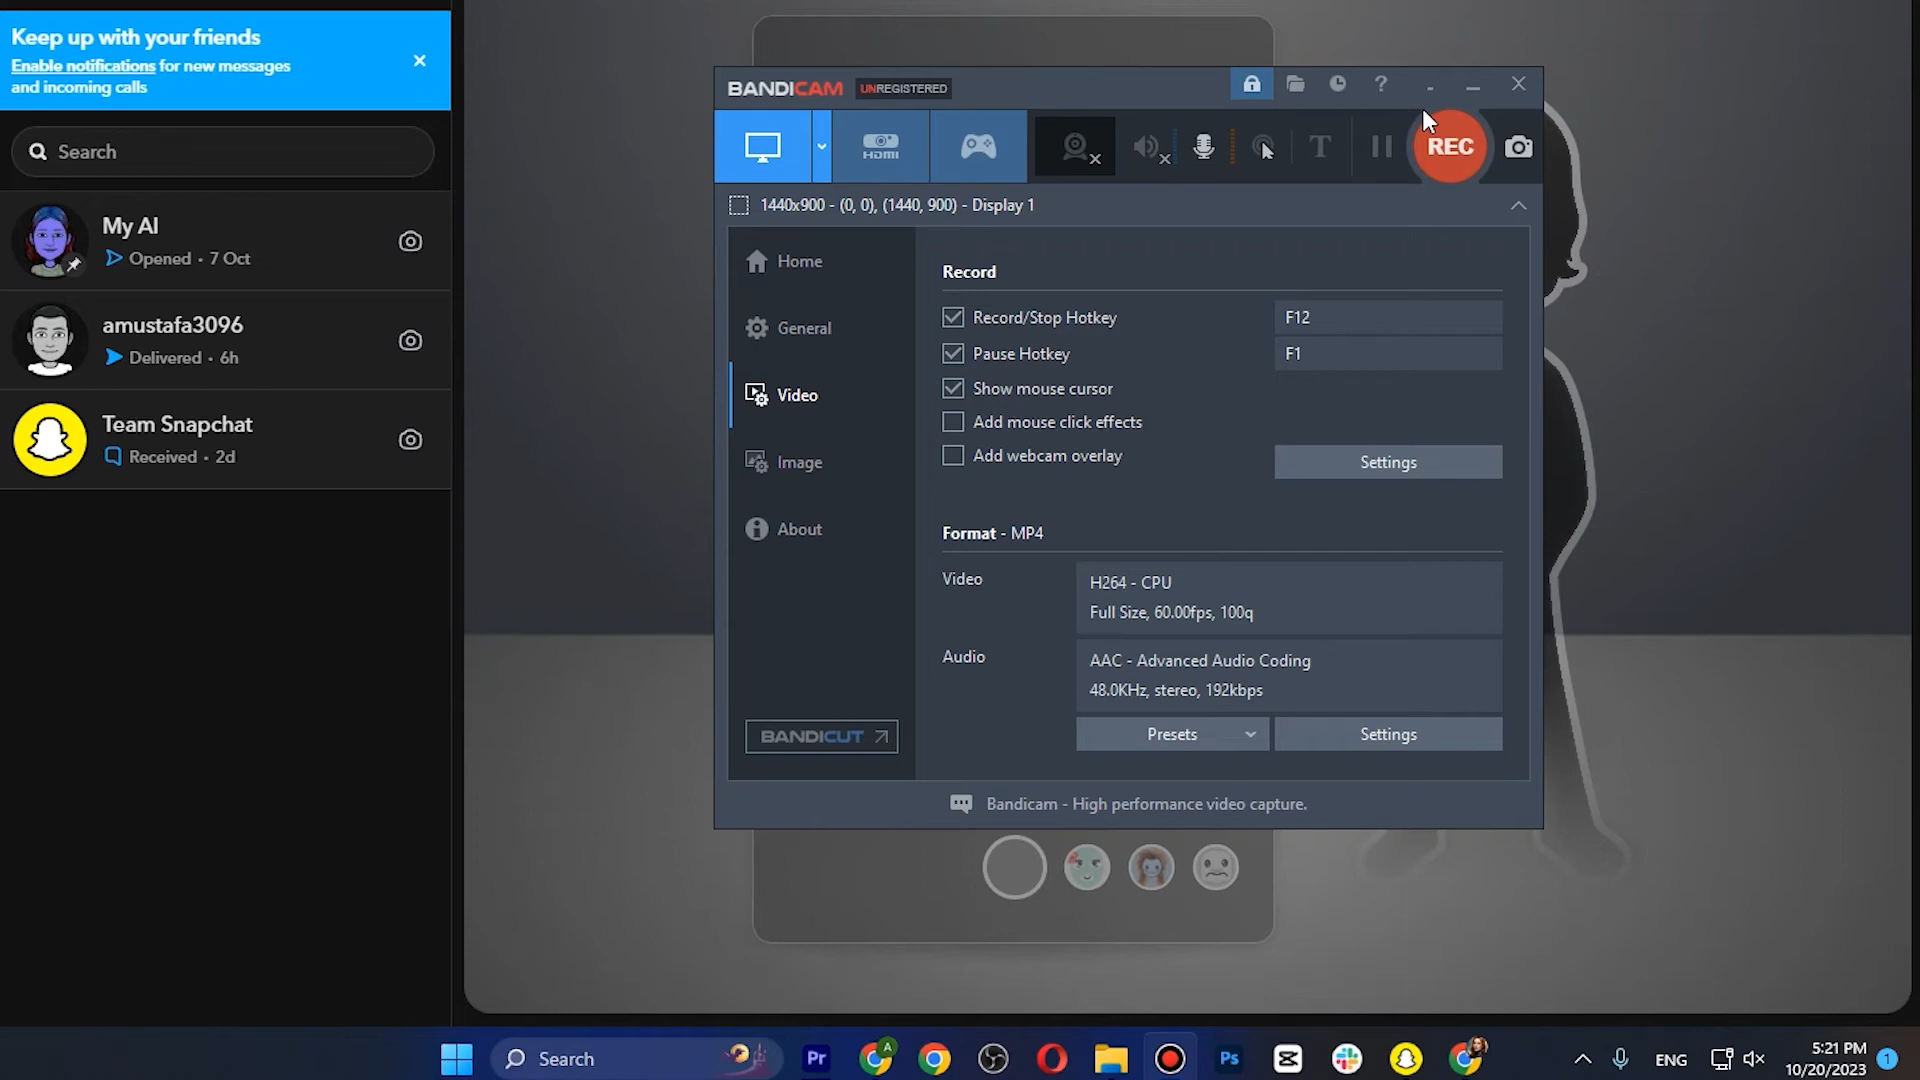 Keep up with your friends
Enable notifications for new messages
and incoming calls
Search
My AI
Opened · 7 Oct
amustafa3096
Delivered · 6h
Team Snapchat
Received · 2d
BANDICAM UNREGISTERED
HDMI
T
REC
1440x900 - (0, 0), (1440, 900) - Display 1
Home
General
Video
Image
About
BANDICUT
Record
Record/Stop Hotkey F12
Pause Hotkey F1
Show mouse cursor
Add mouse click effects
Add webcam overlay
Settings
Format - MP4
Video
H264 - CPU
Full Size, 60.00fps, 100q
Audio
AAC - Advanced Audio Coding
48.0KHz, stereo, 192kbps
Presets
Settings
Bandicam - High performance video capture.
Search
Pr
A
Ps
ENG
5:21 PM
10/20/2023
1